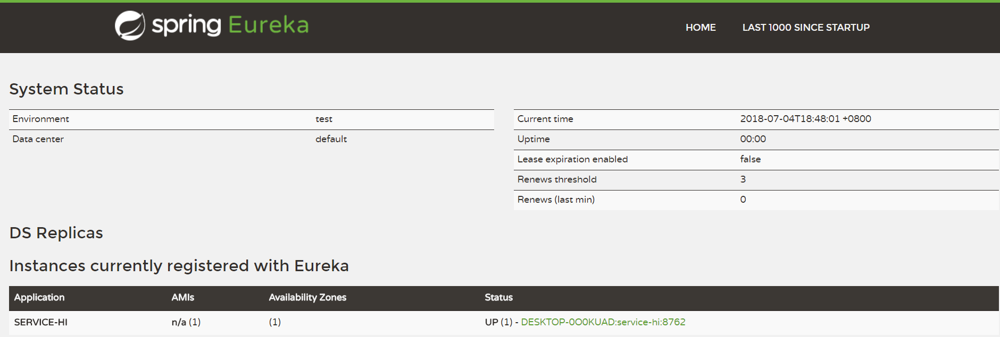 spring Eureka
HOME LAST 1000 SINCE STARTUP
System Status
Environment test
Data center default
Current time 2018-07-04T18:48:01 +0800
Uptime 00:00
Lease expiration enabled false
Renews threshold 3
Renews (last min) 0
DS Replicas
Instances currently registered with Eureka
Application AMIs Availability Zones Status
SERVICE-HI n/a (1) (1) UP (1) - DESKTOP-0O0KUAD:service-hi:8762